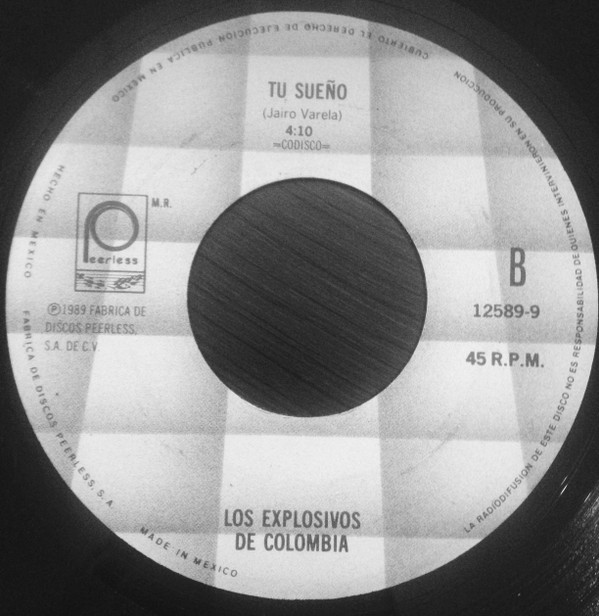 TU SUEÑO
(Jairo Varela)
4:10
=CODISCO=
Peerless
M.R.
℗1989 FABRICA DE
DISCOS PEERLESS,
S.A. DE C.V.
B
12589-9
45 R.P.M.
LOS EXPLOSIVOS
DE COLOMBIA
HECHO EN MEXICO
FABRICA DE DISCOS PEERLESS, S. A.
MADE IN MEXICO
LA RADIODIFUSION DE ESTE DISCO NO ES RESPONSABILIDAD DE QUIENES INTERVINIERON EN SU PRODUCCION
CUBIERTO EL DERECHO DE EJECUCION PUBLICA EN MEXICO